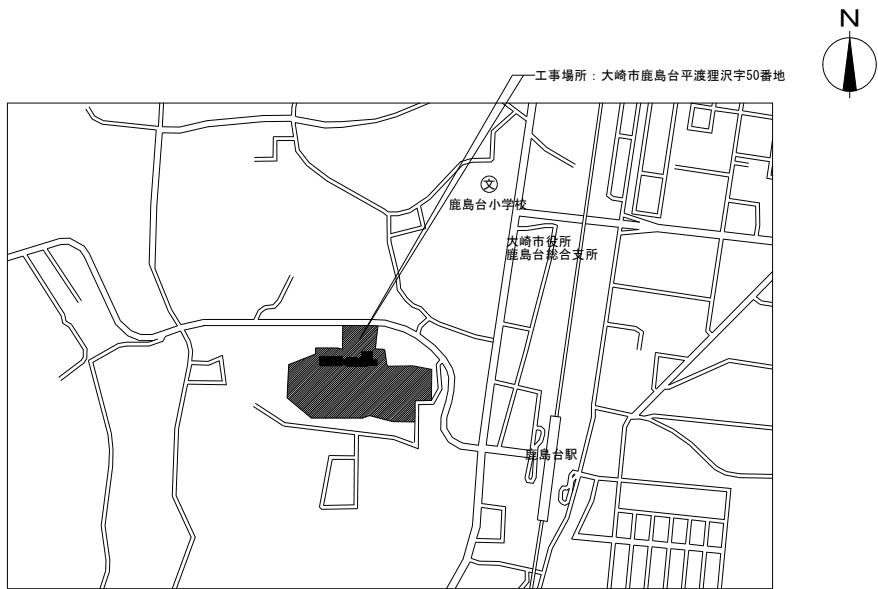 N
工事場所：大崎市鹿島台平渡狸沢字50番地
文
鹿島台小学校
大崎市役所
鹿島台総合支所
鹿島台駅